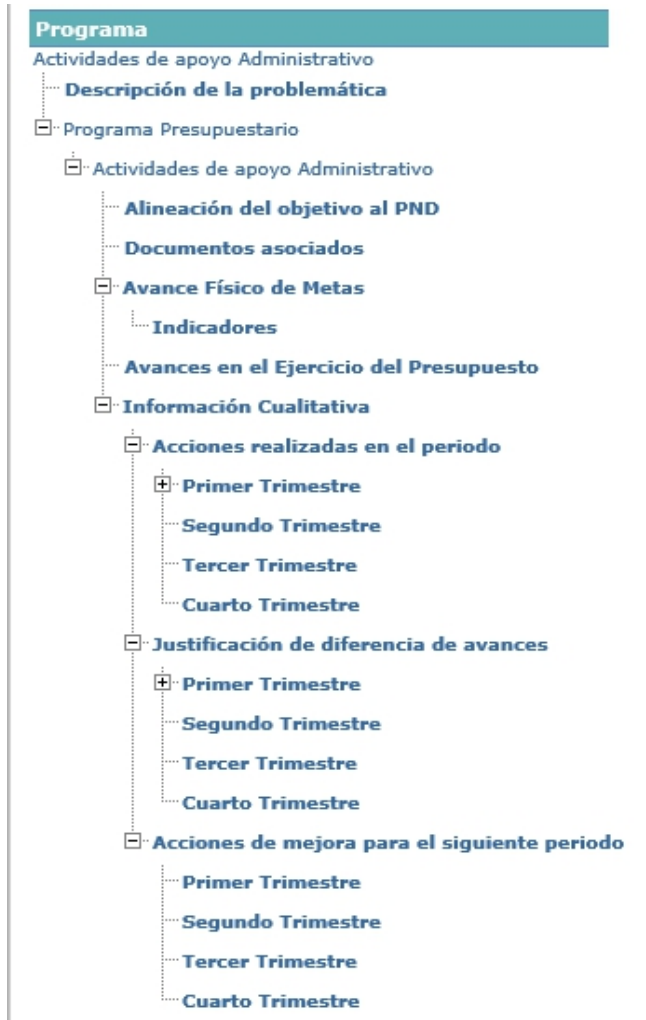 Programa
Actividades de apoyo Administrativo
Descripción de la problemática
Programa Presupuestario
Actividades de apoyo Administrativo
Alineación del objetivo al PND
Documentos asociados
Avance Físico de Metas
Indicadores
Avances en el Ejercicio del Presupuesto
Información Cualitativa
Acciones realizadas en el periodo
Primer Trimestre
Segundo Trimestre
Tercer Trimestre
Cuarto Trimestre
Justificación de diferencia de avances
Primer Trimestre
Segundo Trimestre
Tercer Trimestre
Cuarto Trimestre
Acciones de mejora para el siguiente periodo
Primer Trimestre
Segundo Trimestre
Tercer Trimestre
Cuarto Trimestre